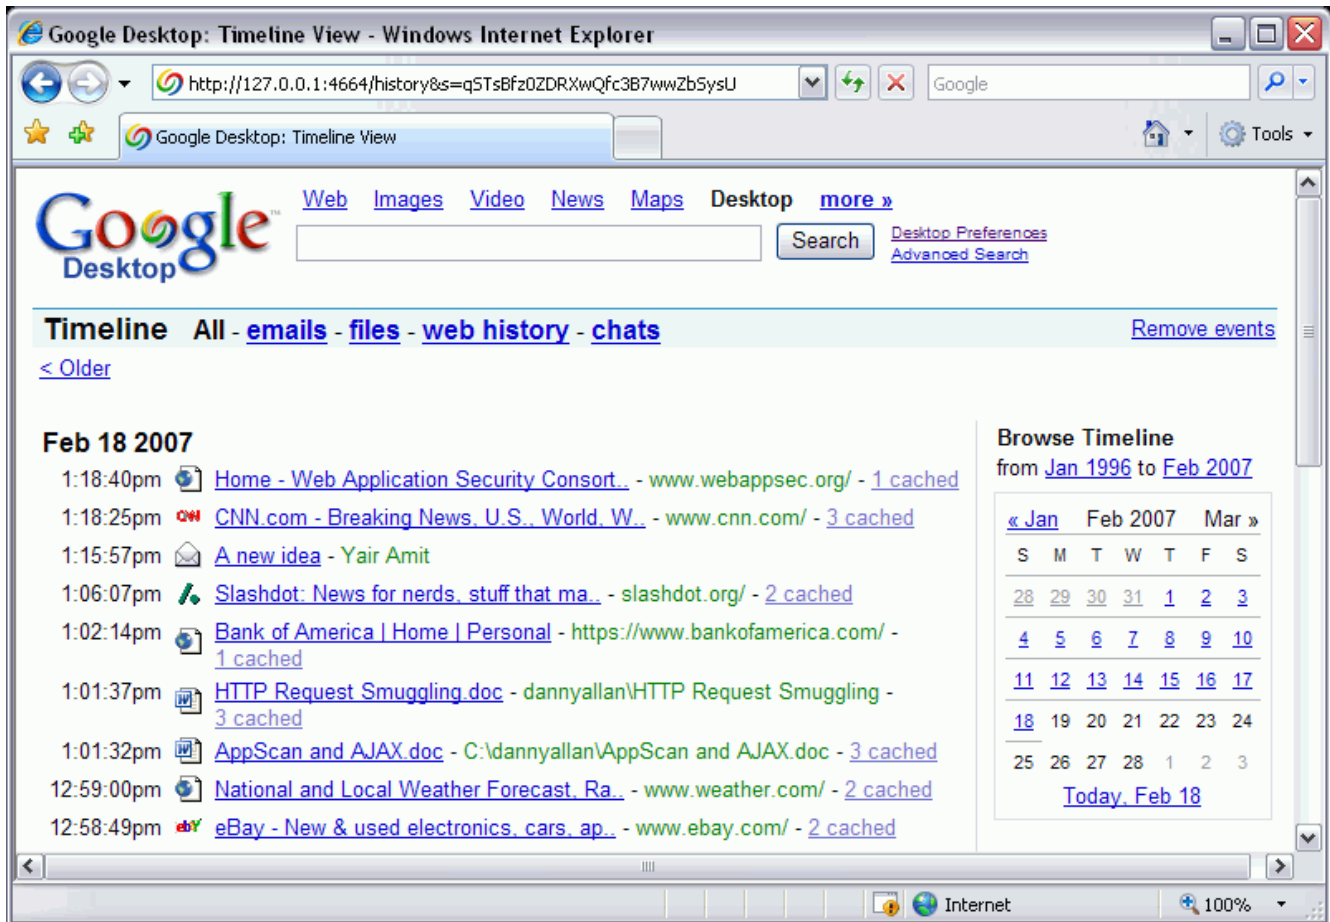 Google Desktop: Timeline View - Windows Internet Explorer
http://127.0.0.1:4664/history&s=q5TsBfz0ZDRXwQfc3B7wwZb5ysU
Google
Google Desktop: Timeline View
Tools
Google™ Desktop
Web Images Video News Maps Desktop more »
Search
Desktop Preferences
Advanced Search
Timeline All - emails - files - web history - chats
Remove events
< Older
Feb 18 2007
1:18:40pm Home - Web Application Security Consort.. - www.webappsec.org/ - 1 cached
1:18:25pm CNN CNN.com - Breaking News, U.S., World, W.. - www.cnn.com/ - 3 cached
1:15:57pm A new idea - Yair Amit
1:06:07pm Slashdot: News for nerds, stuff that ma.. - slashdot.org/ - 2 cached
1:02:14pm Bank of America | Home | Personal - https://www.bankofamerica.com/ -
1 cached
1:01:37pm HTTP Request Smuggling.doc - dannyallan\HTTP Request Smuggling -
3 cached
1:01:32pm AppScan and AJAX.doc - C:\dannyallan\AppScan and AJAX.doc - 3 cached
12:59:00pm National and Local Weather Forecast, Ra.. - www.weather.com/ - 2 cached
12:58:49pm ebY eBay - New & used electronics, cars, ap.. - www.ebay.com/ - 2 cached
Browse Timeline
from Jan 1996 to Feb 2007
« Jan Feb 2007 Mar »
S M T W T F S
28 29 30 31 1 2 3
4 5 6 7 8 9 10
11 12 13 14 15 16 17
18 19 20 21 22 23 24
25 26 27 28 1 2 3
Today, Feb 18
Internet
100%